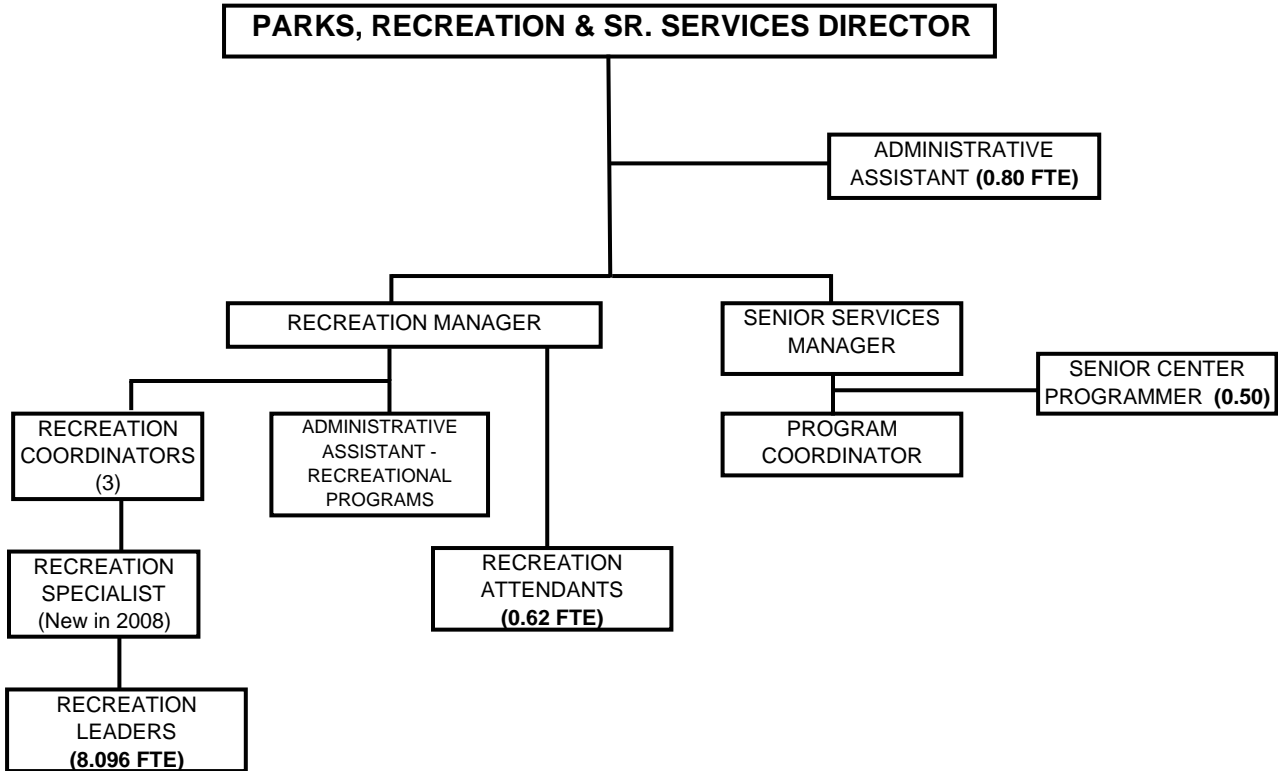 PARKS, RECREATION & SR. SERVICES DIRECTOR
ADMINISTRATIVE
ASSISTANT (0.80 FTE)
RECREATION MANAGER
SENIOR SERVICES
MANAGER
SENIOR CENTER
PROGRAMMER (0.50)
RECREATION
COORDINATORS
(3)
ADMINISTRATIVE
ASSISTANT -
RECREATIONAL
PROGRAMS
PROGRAM
COORDINATOR
RECREATION
SPECIALIST
(New in 2008)
RECREATION
ATTENDANTS
(0.62 FTE)
RECREATION
LEADERS
(8.096 FTE)